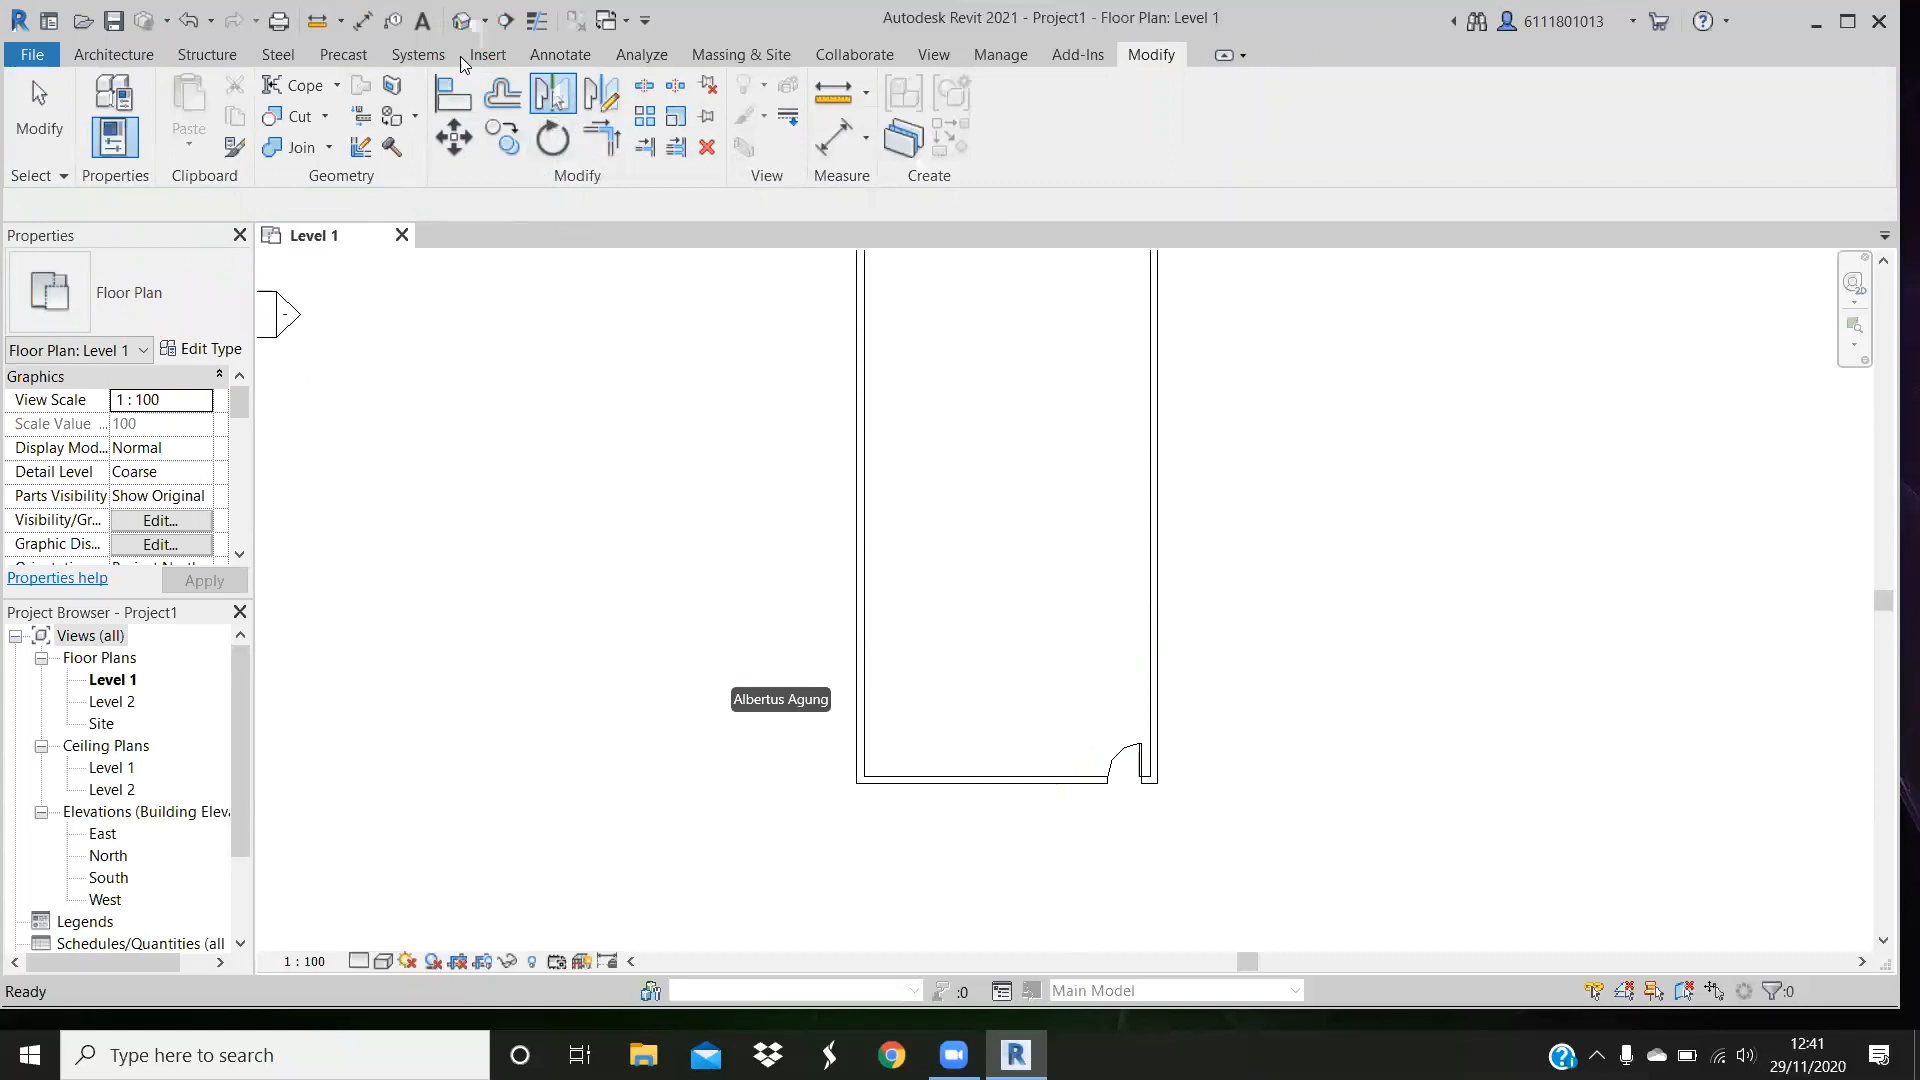 Autodesk Revit 2021 - Project1 - Floor Plan: Level 1
6111801013
File Architecture Structure Steel Precast Systems Insert Annotate Analyze Massing & Site Collaborate View Manage Add-Ins Modify
Modify
Paste
Cope
Cut
Join
Select Properties Clipboard Geometry Modify View Measure Create
Properties
Level 1
Floor Plan
Floor Plan: Level 1 Edit Type
Graphics
View Scale 1 : 100
Scale Value ... 100
Display Mod... Normal
Detail Level Coarse
Parts Visibility Show Original
Visibility/Gr... Edit...
Graphic Dis... Edit...
Properties help Apply
Project Browser - Project1
Views (all)
Floor Plans
Level 1
Level 2
Site
Ceiling Plans
Level 1
Level 2
Elevations (Building Eleva
East
North
South
West
Legends
Schedules/Quantities (all
Albertus Agung
1 : 100
Ready
:0
Main Model
:0
Type here to search
12:41
29/11/2020